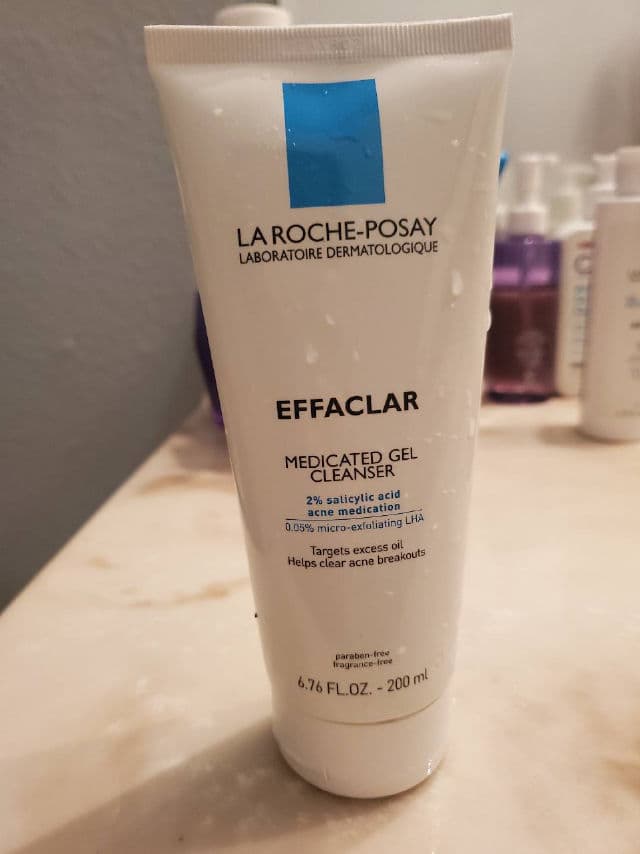 LA ROCHE-POSAY
LABORATOIRE DERMATOLOGIQUE
EFFACLAR
MEDICATED GEL
CLEANSER
2% salicylic acid
acne medication
0.05% micro-exfoliating LHA
Targets excess oil
Helps clear acne breakouts
paraben-free
fragrance-free
6.76 FL.OZ. - 200 ml